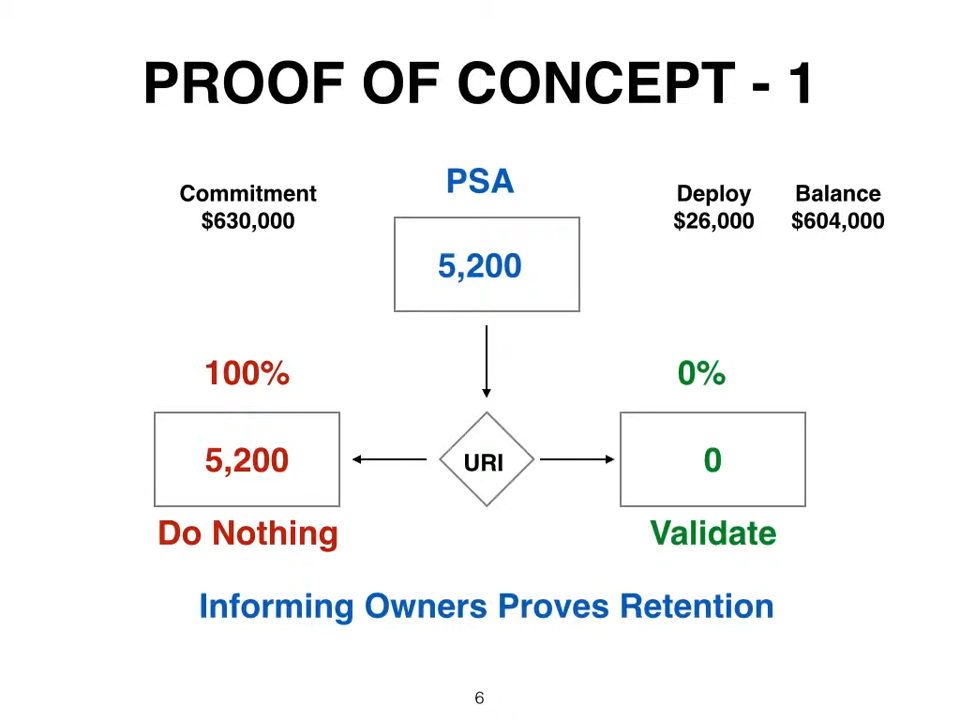 PROOF OF CONCEPT - 1
PSA
Commitment
$630,000
Deploy
$26,000
Balance
$604,000
5,200
100%
0%
5,200
URI
0
Do Nothing
Validate
Informing Owners Proves Retention
6